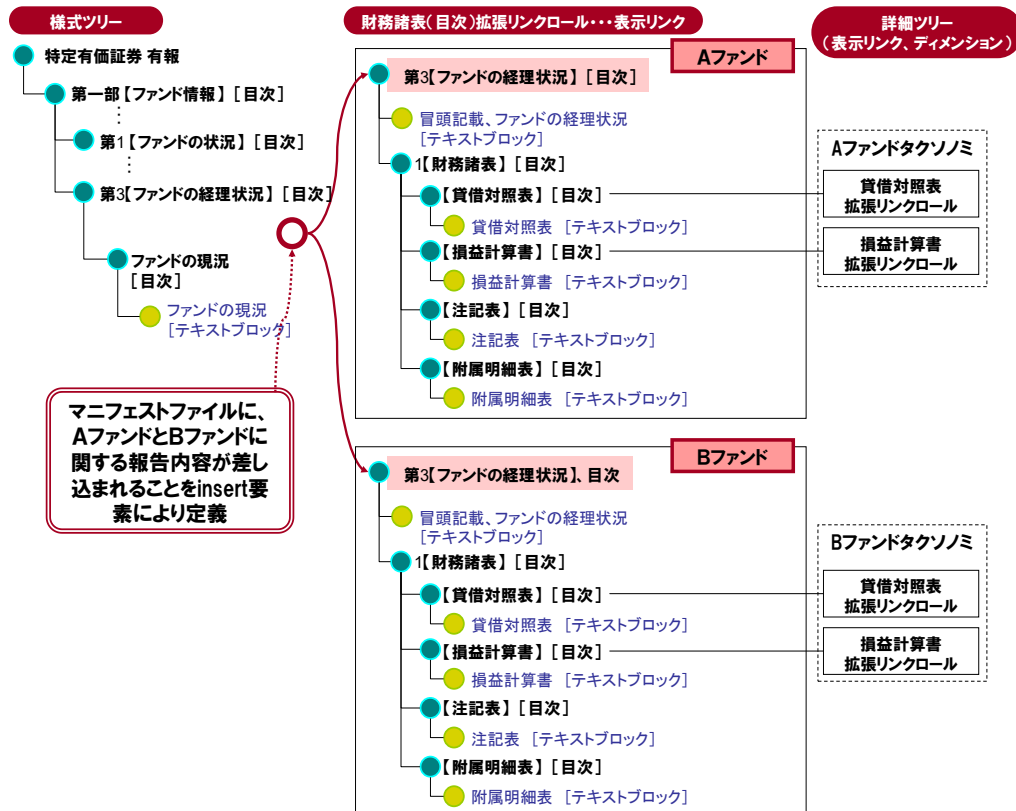 様式ツリー
特定有価証券 有報
第一部【ファンド情報】 [目次]
⋮
第1【ファンドの状況】 [目次]
⋮
第3【ファンドの経理状況】 [目次]
ファンドの現況
[目次]
ファンドの現況
[テキストブロック]
マニフェストファイルに、
AファンドとBファンドに
関する報告内容が差し
込まれることをinsert要
素により定義
財務諸表(目次)拡張リンクロール・・・表示リンク
Aファンド
第3【ファンドの経理状況】 [目次]
冒頭記載、ファンドの経理状況
[テキストブロック]
1【財務諸表】 [目次]
【貸借対照表】 [目次]
貸借対照表 [テキストブロック]
【損益計算書】 [目次]
損益計算書 [テキストブロック]
【注記表】 [目次]
注記表 [テキストブロック]
【附属明細表】 [目次]
附属明細表 [テキストブロック]
Bファンド
第3【ファンドの経理状況】、目次
冒頭記載、ファンドの経理状況
[テキストブロック]
1【財務諸表】 [目次]
【貸借対照表】 [目次]
貸借対照表 [テキストブロック]
【損益計算書】 [目次]
損益計算書 [テキストブロック]
【注記表】 [目次]
注記表 [テキストブロック]
【附属明細表】 [目次]
附属明細表 [テキストブロック]
詳細ツリー
(表示リンク、ディメンション)
Aファンドタクソノミ
貸借対照表
拡張リンクロール
損益計算書
拡張リンクロール
Bファンドタクソノミ
貸借対照表
拡張リンクロール
損益計算書
拡張リンクロール